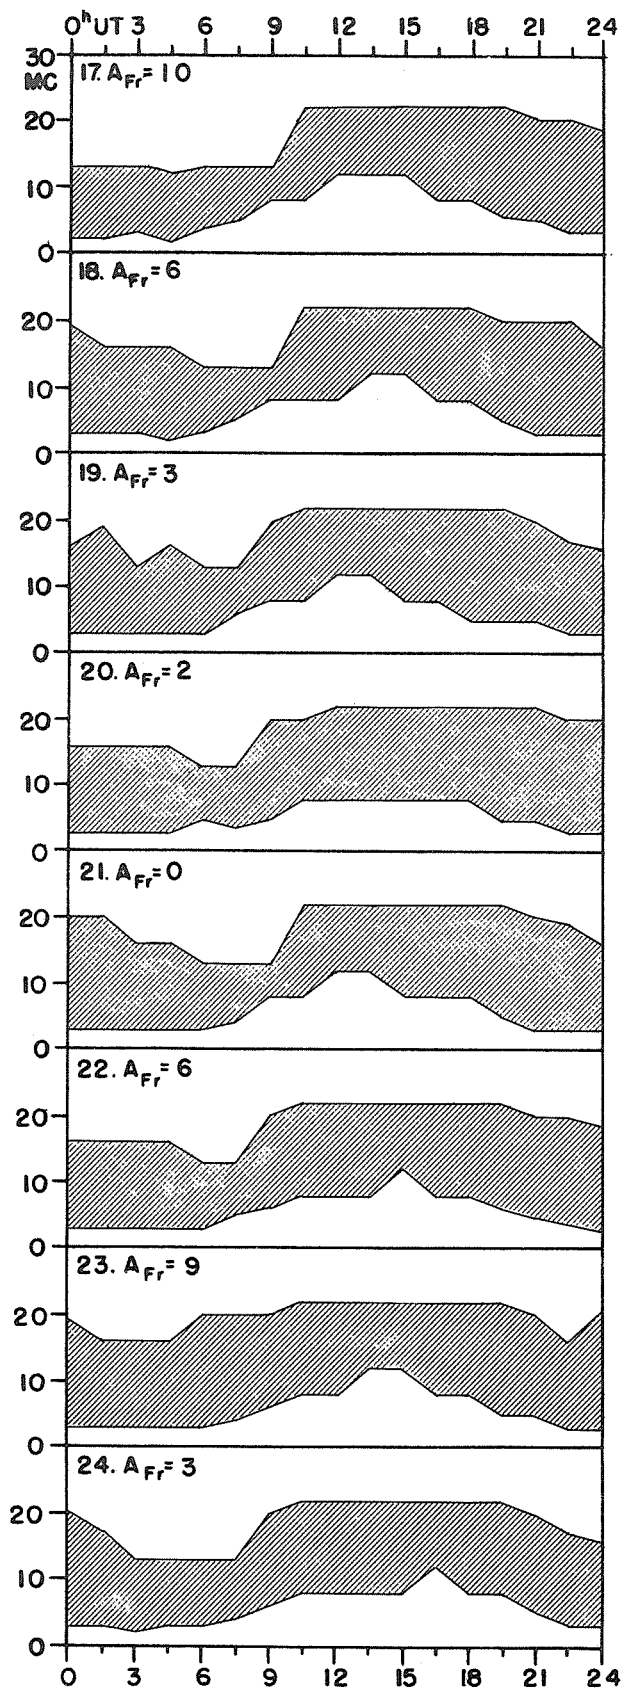 0ʰ UT 3 6 9 12 15 18 21 24
30
MC
17. A_Fr = 10
20
10
0
18. A_Fr = 6
20
10
0
19. A_Fr = 3
20
10
0
20. A_Fr = 2
20
10
0
21. A_Fr = 0
20
10
0
22. A_Fr = 6
20
10
0
23. A_Fr = 9
20
10
0
24. A_Fr = 3
20
10
0
0 3 6 9 12 15 18 21 24